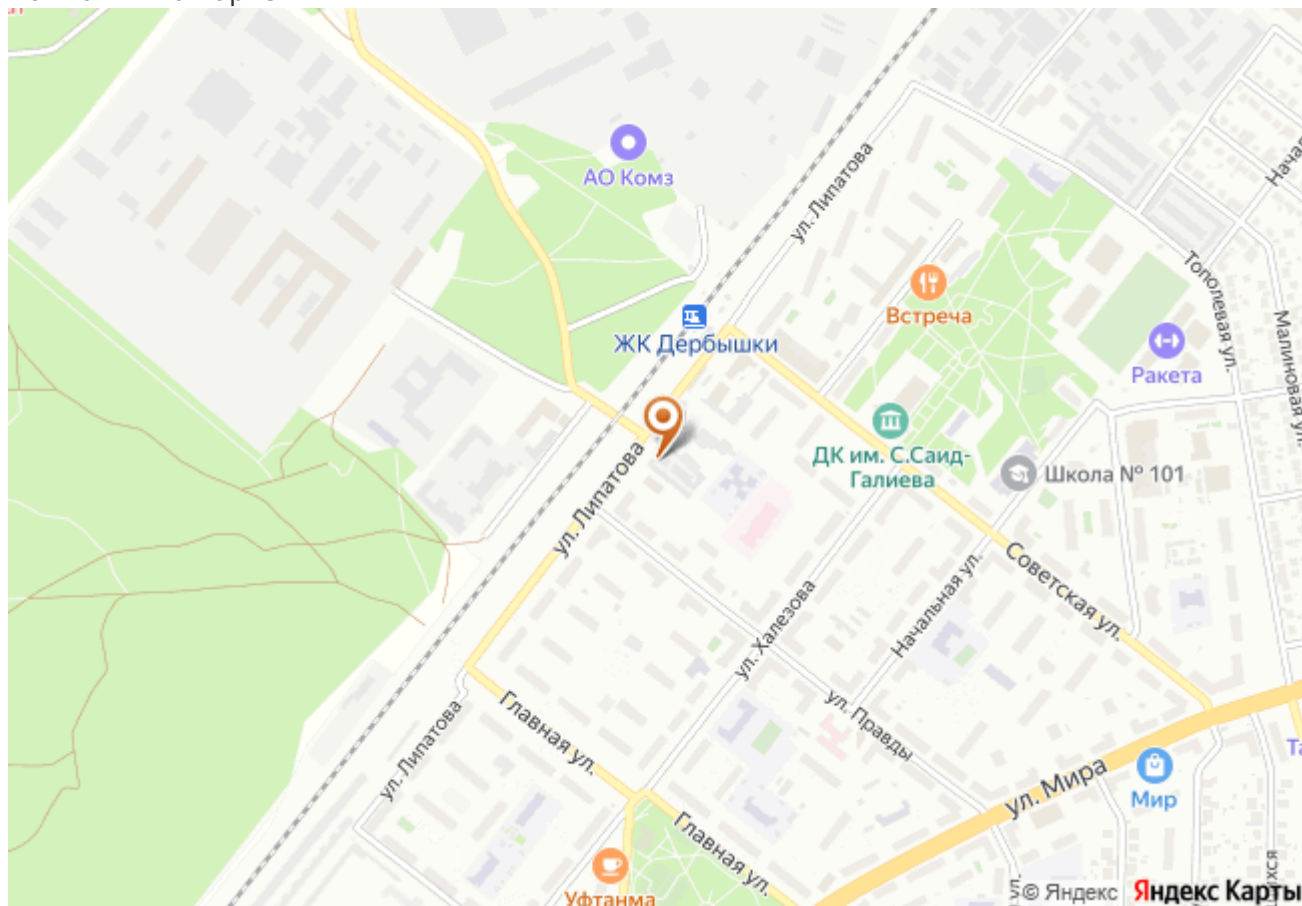 АО Комз
ул. Липатова
Встреча
ЖК Дербышки
Тополевая ул.
Малиновая ул.
Ракета
ДК им. С.Саид-
Галиева
Школа № 101
ул. Липатова
Советская ул.
Начальная ул.
ул. Халезова
ул. Правды
ул. Липатова
Главная ул.
ул. Мира
Мир
Главная ул.
Уфтанма
© Яндекс Яндекс Карты